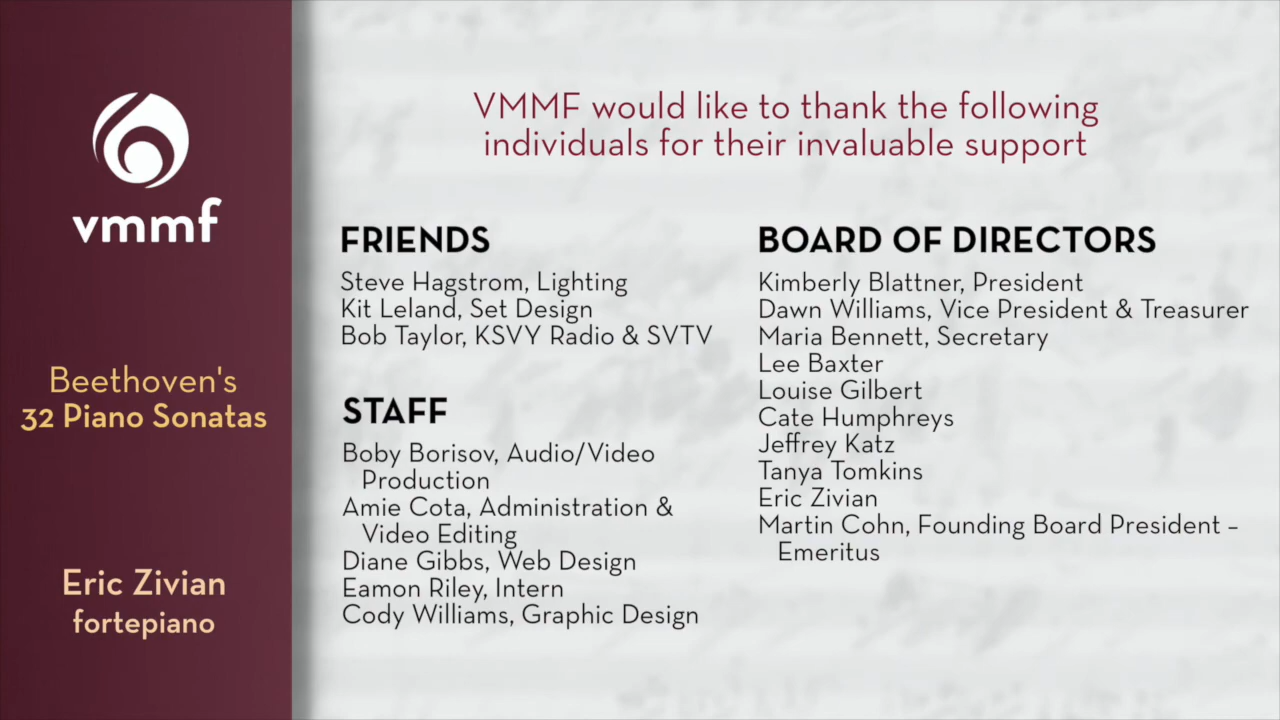 vmmf
Beethoven's
32 Piano Sonatas
Eric Zivian
fortepiano
VMMF would like to thank the following
individuals for their invaluable support
FRIENDS
Steve Hagstrom, Lighting
Kit Leland, Set Design
Bob Taylor, KSVY Radio & SVTV
STAFF
Boby Borisov, Audio/Video
Production
Amie Cota, Administration &
Video Editing
Diane Gibbs, Web Design
Eamon Riley, Intern
Cody Williams, Graphic Design
BOARD OF DIRECTORS
Kimberly Blattner, President
Dawn Williams, Vice President & Treasurer
Maria Bennett, Secretary
Lee Baxter
Louise Gilbert
Cate Humphreys
Jeffrey Katz
Tanya Tomkins
Eric Zivian
Martin Cohn, Founding Board President –
Emeritus